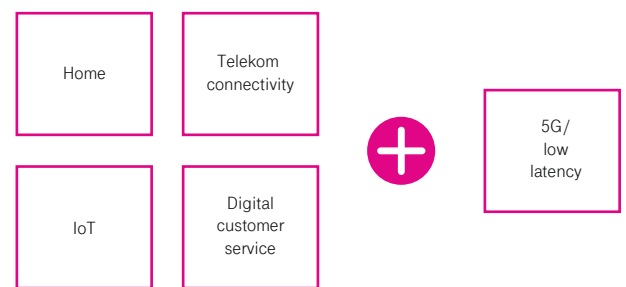 Home
Telekom
connectivity
IoT
Digital
customer
service
5G/
low
latency